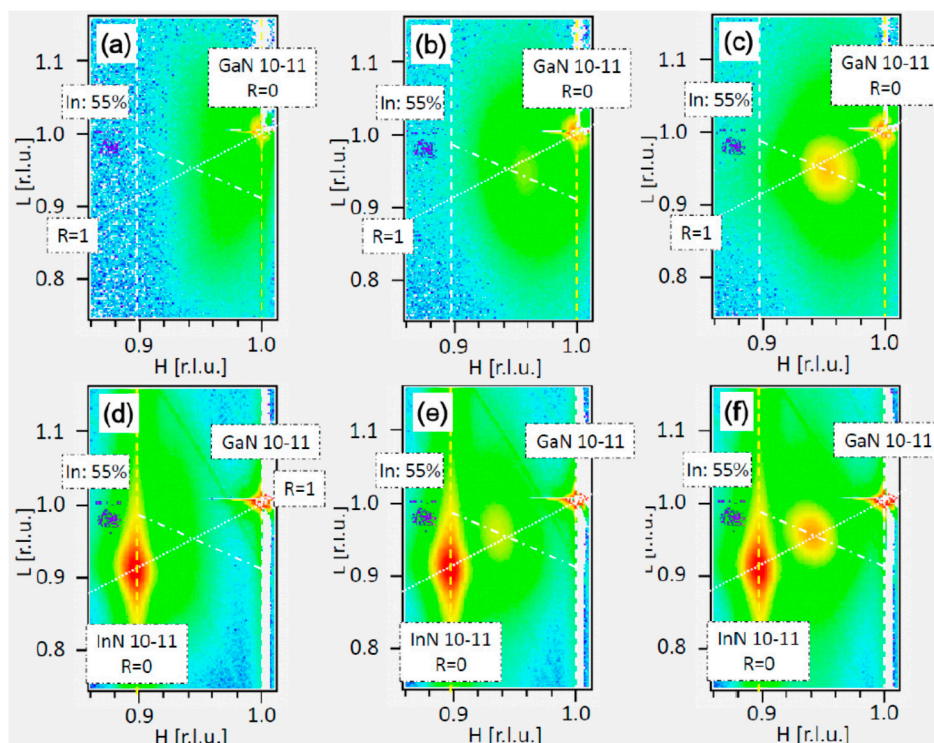 (a)
GaN 10-11
R=0
In: 55%
R=1
L [r.l.u.]
1.1
1.0
0.9
0.8
0.9
1.0
H [r.l.u.]
(b)
GaN 10-11
R=0
In: 55%
R=1
L [r.l.u.]
1.1
1.0
0.9
0.8
0.9
1.0
H [r.l.u.]
(c)
GaN 10-11
R=0
In: 55%
R=1
L [r.l.u.]
1.1
1.0
0.9
0.8
0.9
1.0
H [r.l.u.]
(d)
GaN 10-11
In: 55%
R=1
InN 10-11
R=0
L [r.l.u.]
1.1
1.0
0.9
0.8
0.9
1.0
H [r.l.u.]
(e)
GaN 10-11
In: 55%
InN 10-11
R=0
L [r.l.u.]
1.1
1.0
0.9
0.8
0.9
1.0
H [r.l.u.]
(f)
GaN 10-11
In: 55%
InN 10-11
R=0
L [r.l.u.]
1.1
1.0
0.9
0.8
0.9
1.0
H [r.l.u.]